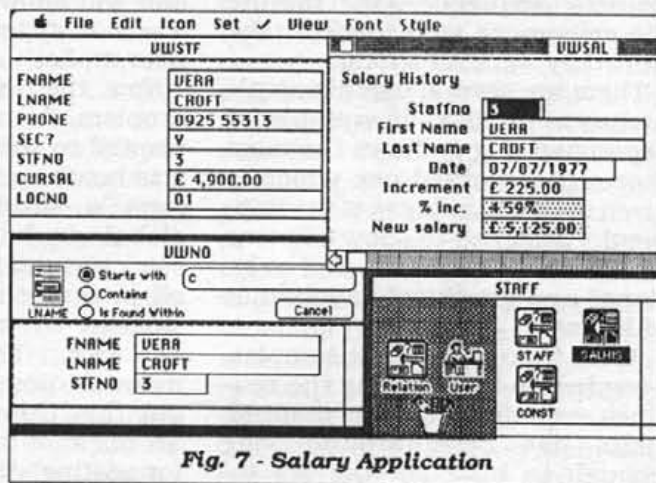 File Edit Icon Set ✓ View Font Style
VWSTF
FNAME VERA
LNAME CROFT
PHONE 0925 55313
SEC? Y
STFNO 3
CURSAL £ 4,900.00
LOCNO 01
VWSAL
Salary History
Staffno 3
First Name VERA
Last Name CROFT
Date 07/07/1977
Increment £ 225.00
% inc. 4.59%
New salary £ 5,125.00
VWNO
Starts with C
Contains
Is Found Within
LNAME
Cancel
FNAME VERA
LNAME CROFT
STFNO 3
STAFF
Relation User
STAFF SALHIS
CONST
Fig. 7 - Salary Application